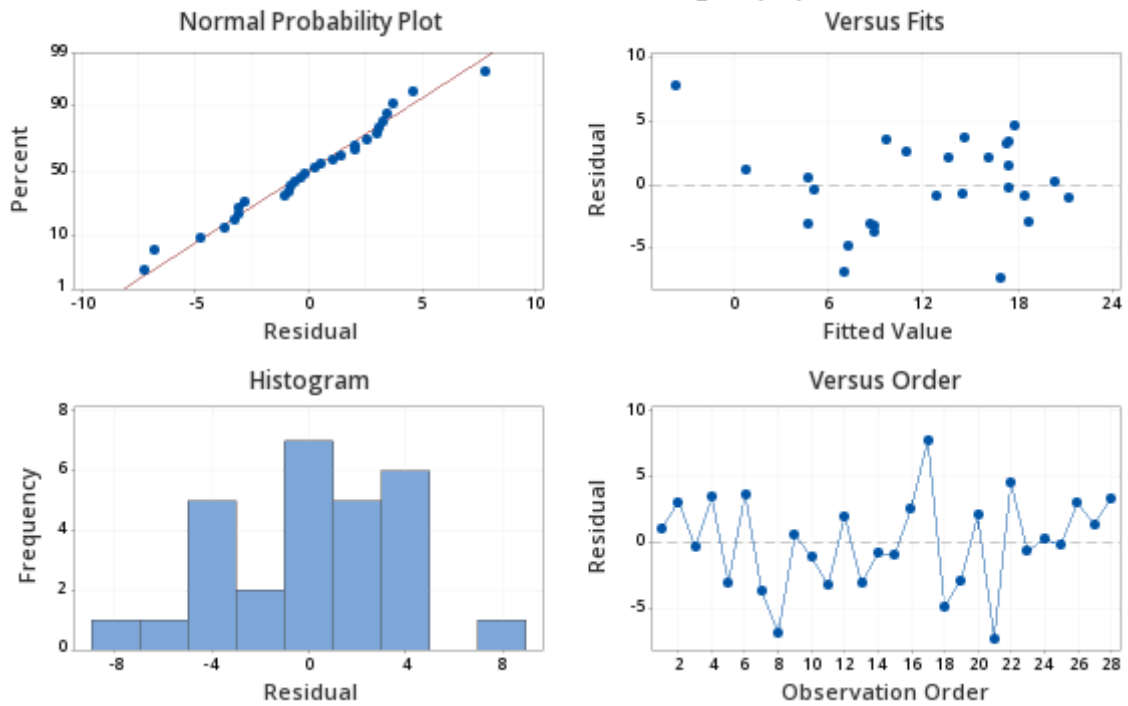 Normal Probability Plot
99
90
50
10
1
Percent
-10 -5 0 5 10
Residual
Versus Fits
10
5
0
-5
Residual
0 6 12 18 24
Fitted Value
Histogram
8
6
4
2
0
Frequency
-8 -4 0 4 8
Residual
Versus Order
10
5
0
-5
Residual
2 4 6 8 10 12 14 16 18 20 22 24 26 28
Observation Order